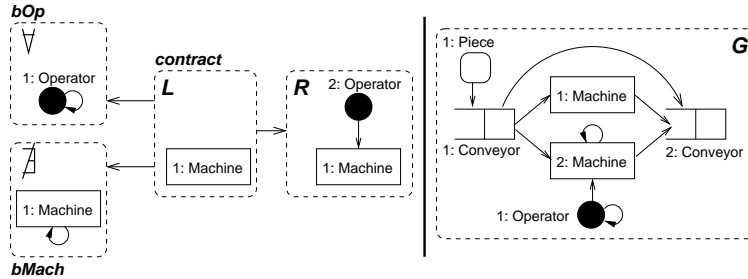 bOp
∀
1: Operator
∄
1: Machine
bMach
contract
L
1: Machine
R
2: Operator
1: Machine
G
1: Piece
1: Conveyor
1: Machine
2: Machine
2: Conveyor
1: Operator